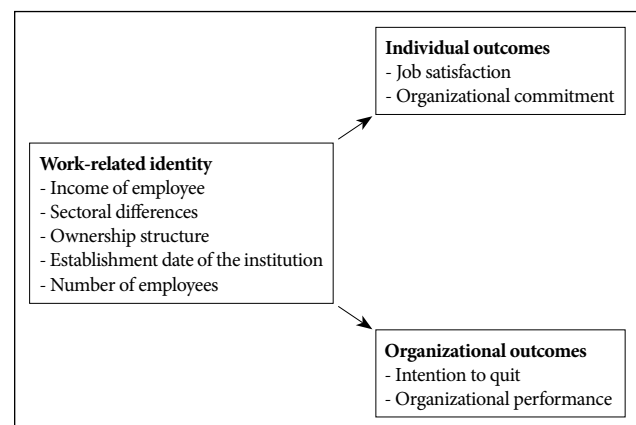 Individual outcomes
- Job satisfaction
- Organizational commitment
Work-related identity
- Income of employee
- Sectoral differences
- Ownership structure
- Establishment date of the institution
- Number of employees
Organizational outcomes
- Intention to quit
- Organizational performance